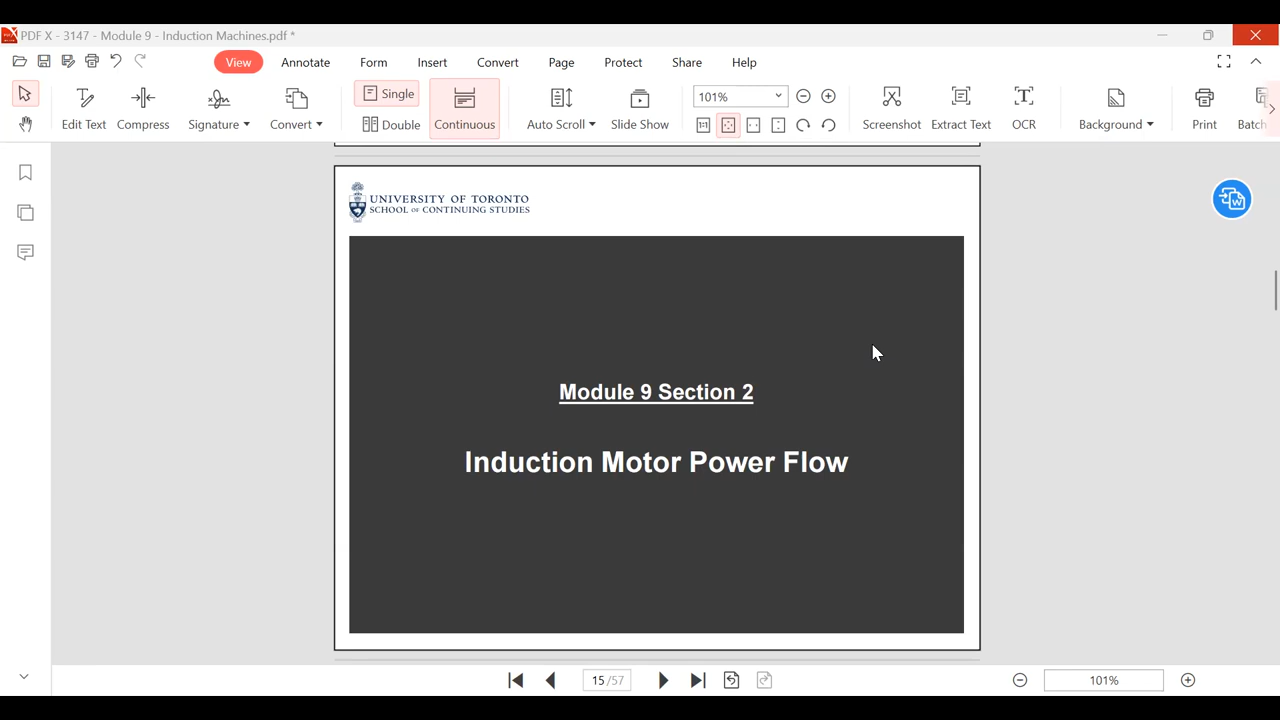 PDF X - 3147 - Module 9 - Induction Machines.pdf *
View Annotate Form Insert Convert Page Protect Share Help
Single
101%
Edit Text Compress Signature Convert Double Continuous Auto Scroll Slide Show 1:1 Screenshot Extract Text OCR Background Print Batch
UNIVERSITY OF TORONTO
SCHOOL OF CONTINUING STUDIES
Module 9 Section 2
Induction Motor Power Flow
15/57
101%